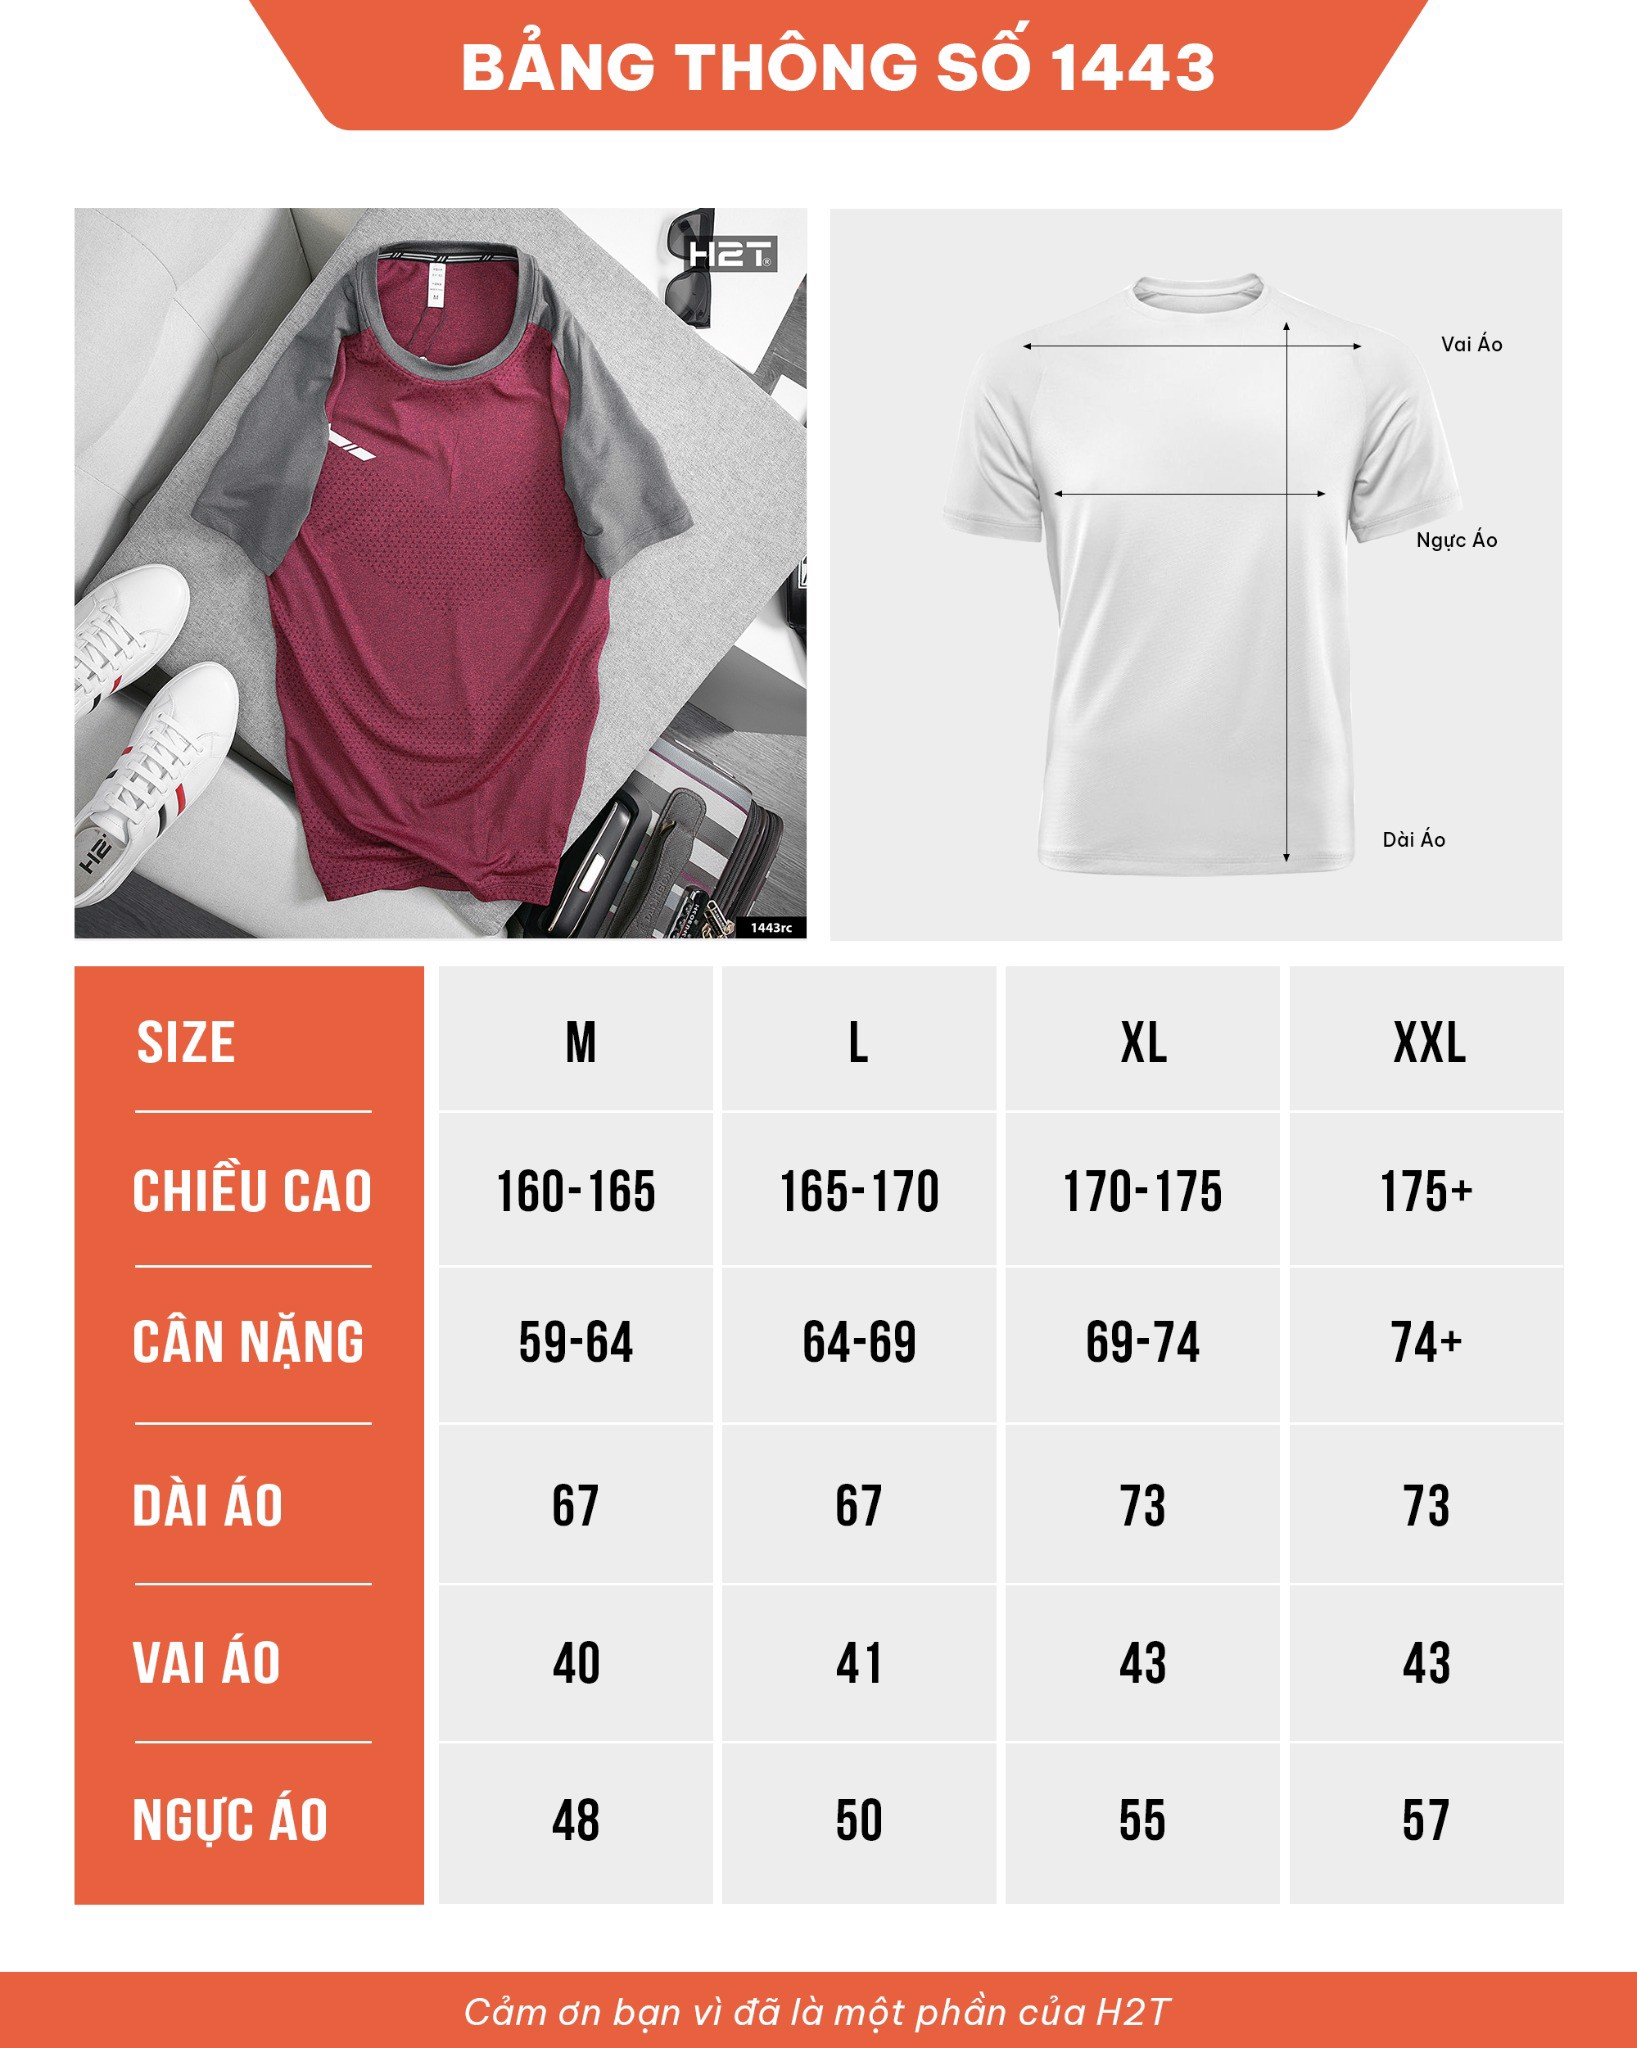 BẢNG THÔNG SỐ 1443
H2T®
Vai Áo
Ngực Áo
Dài Áo
H2T
1443rc
SIZE M L XL XXL
CHIỀU CAO 160-165 165-170 170-175 175+
CÂN NẶNG 59-64 64-69 69-74 74+
DÀI ÁO 67 67 73 73
VAI ÁO 40 41 43 43
NGỰC ÁO 48 50 55 57
Cảm ơn bạn vì đã là một phần của H2T